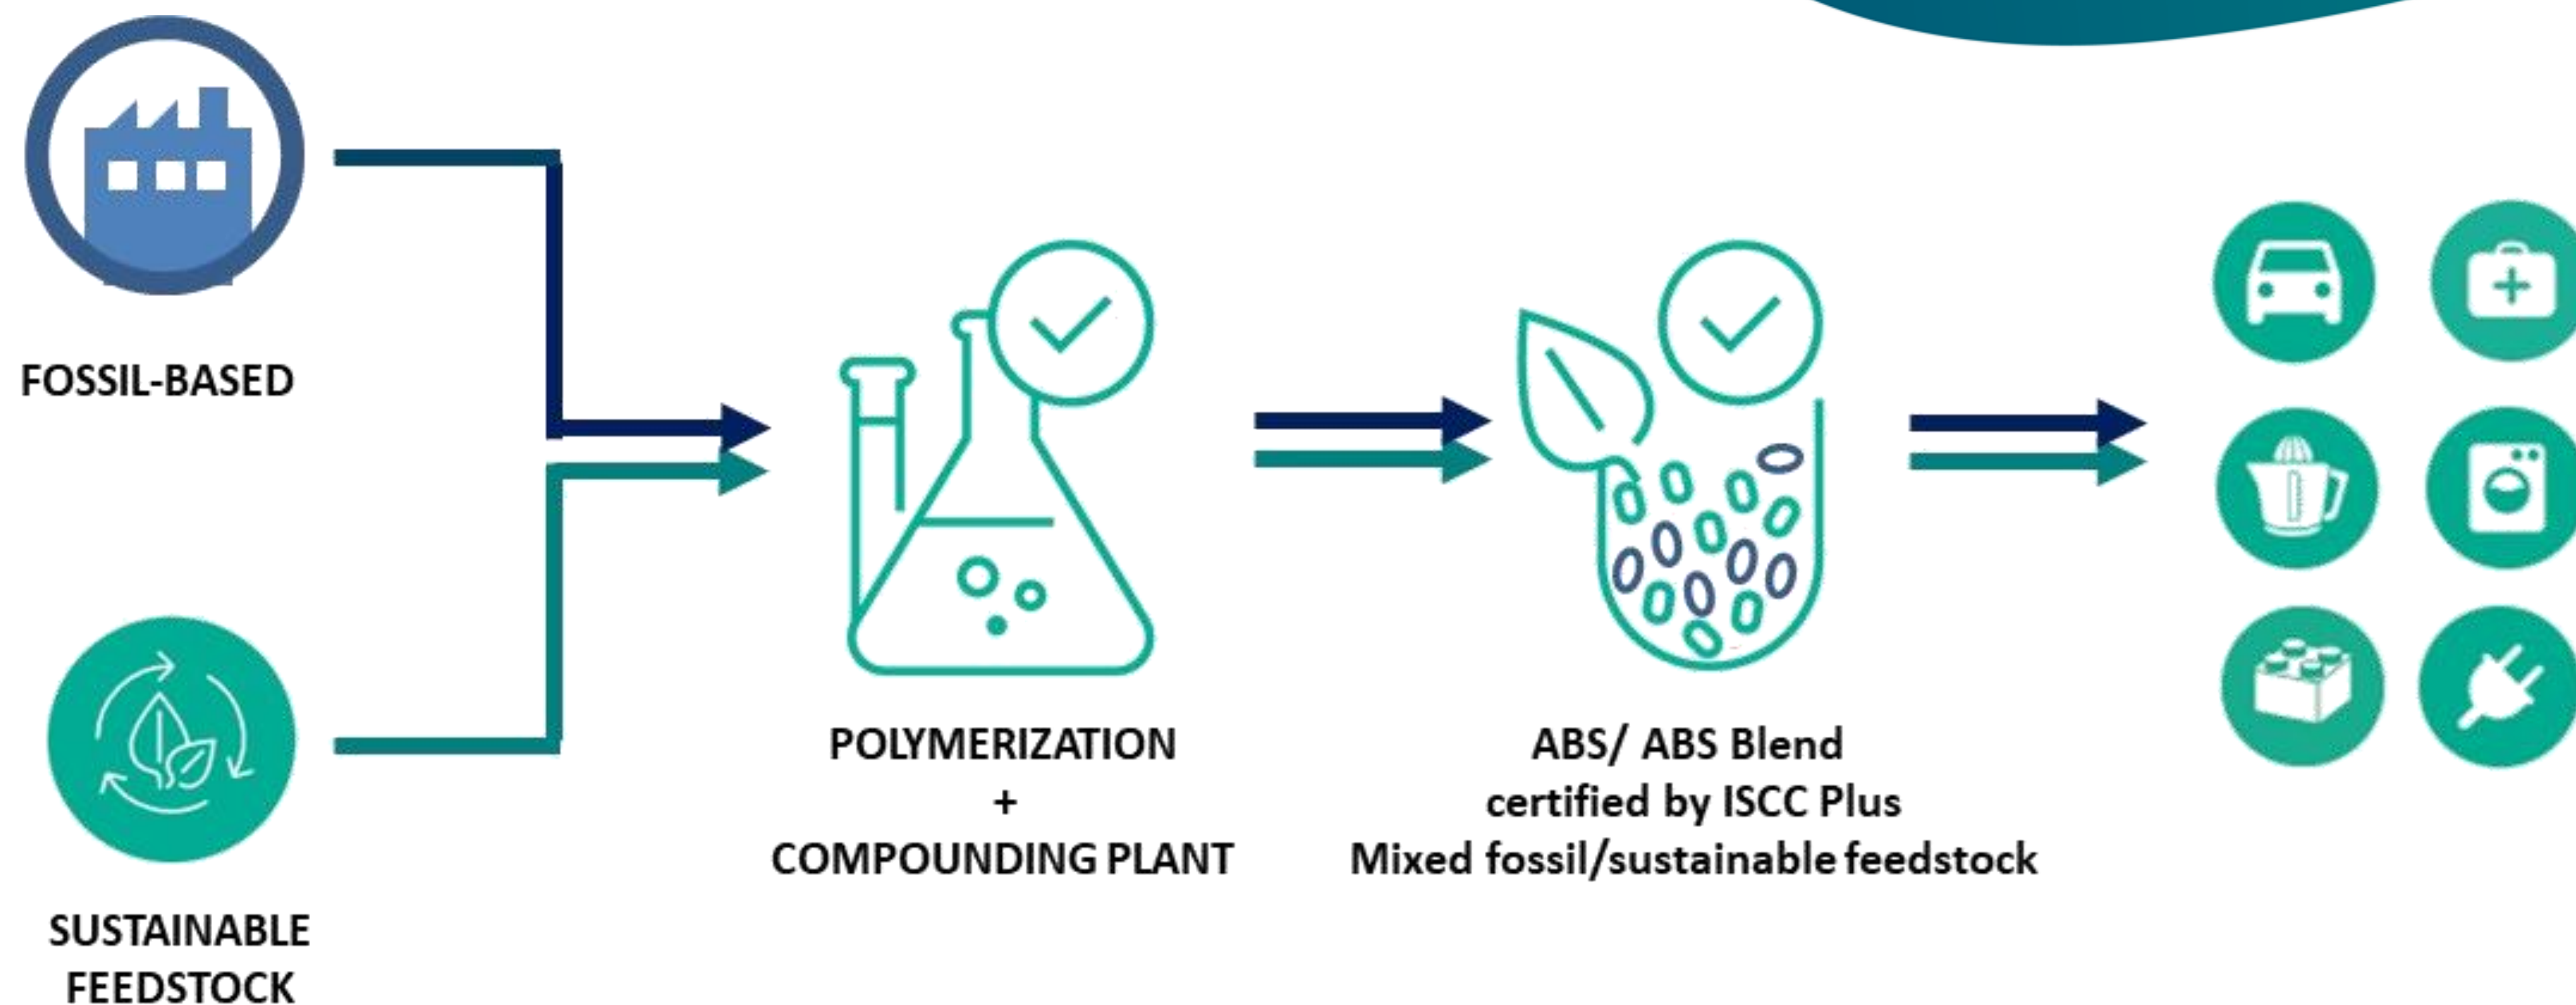 FOSSIL-BASED
SUSTAINABLE
FEEDSTOCK
POLYMERIZATION
+
COMPOUNDING PLANT
ABS/ ABS Blend
certified by ISCC Plus
Mixed fossil/sustainable feedstock